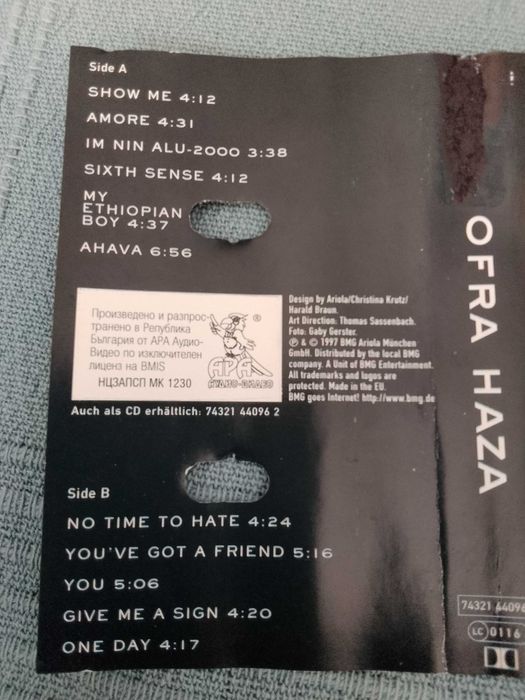 Side A
SHOW ME 4:12
AMORE 4:31
IM NIN ALU-2000 3:38
SIXTH SENSE 4:12
MY
ETHIOPIAN
BOY 4:37
AHAVA 6:56
Произведено и разпрос-
транено в Република
България от АРА Аудио-
Видео по изключителен
лиценз на BMIS
НЦЗАПСП МК 1230
®
АРА
АУДИО-ВИДЕО
Design by Ariola/Christina Krutz/
Harald Braun.
Art Direction: Thomas Sassenbach.
Foto: Gaby Gerster.
℗ & © 1997 BMG Ariola München
GmbH. Distributed by the local BMG
company. A Unit of BMG Entertainment.
All trademarks and logos are
protected. Made in the EU.
BMG goes Internet! http://www.bmg.de
Auch als CD erhältlich: 74321 44096 2
Side B
NO TIME TO HATE 4:24
YOU'VE GOT A FRIEND 5:16
YOU 5:06
GIVE ME A SIGN 4:20
ONE DAY 4:17
OFRA HAZA
74321 4409
LC 0116